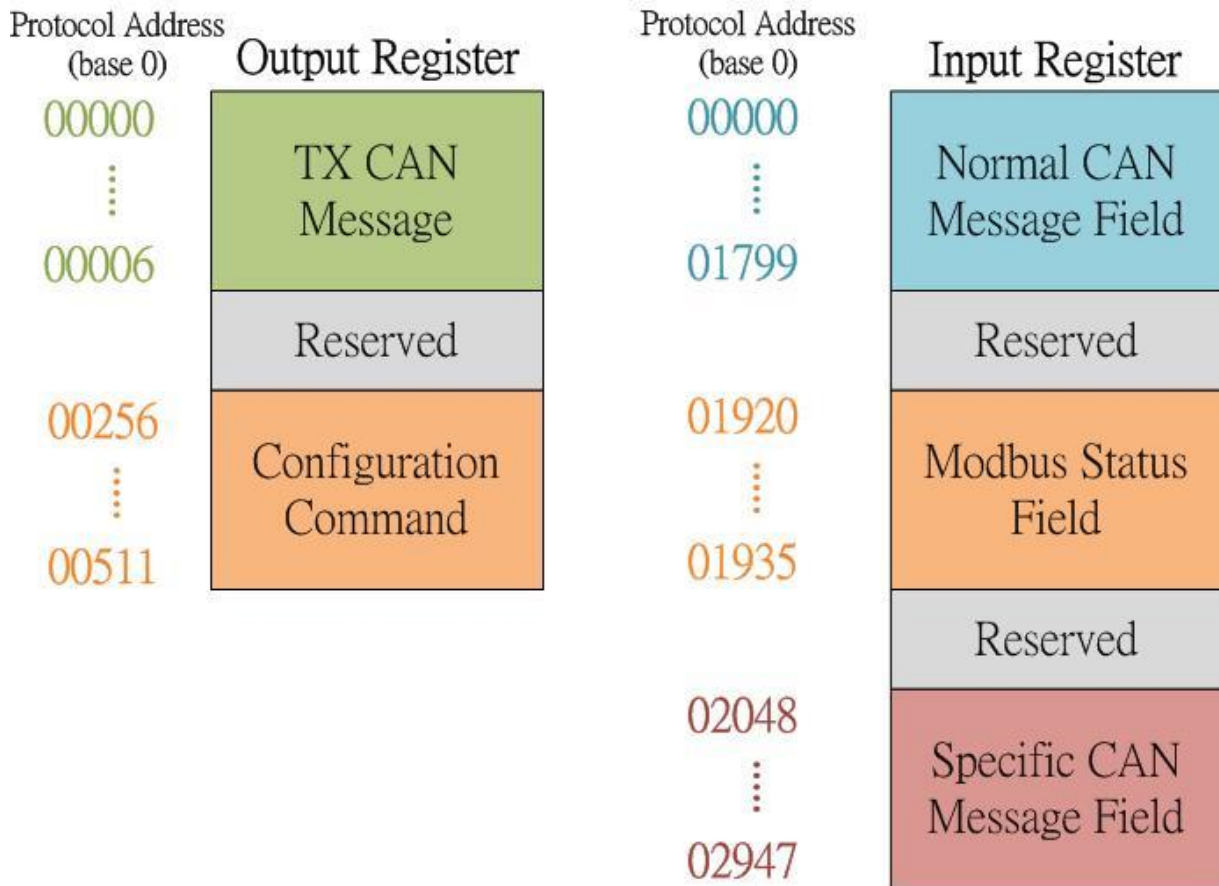 Protocol Address
(base 0)
Output Register
00000
00006
00256
00511
TX CAN
Message
Reserved
Configuration
Command
Protocol Address
(base 0)
Input Register
00000
01799
01920
01935
02048
02947
Normal CAN
Message Field
Reserved
Modbus Status
Field
Reserved
Specific CAN
Message Field